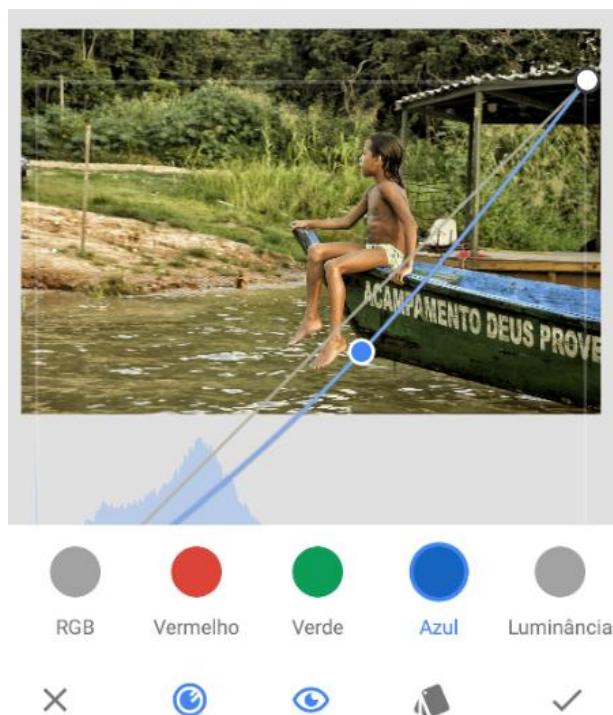 ACAMPAMENTO DEUS PROVE
RGB
Vermelho
Verde
Azul
Luminância